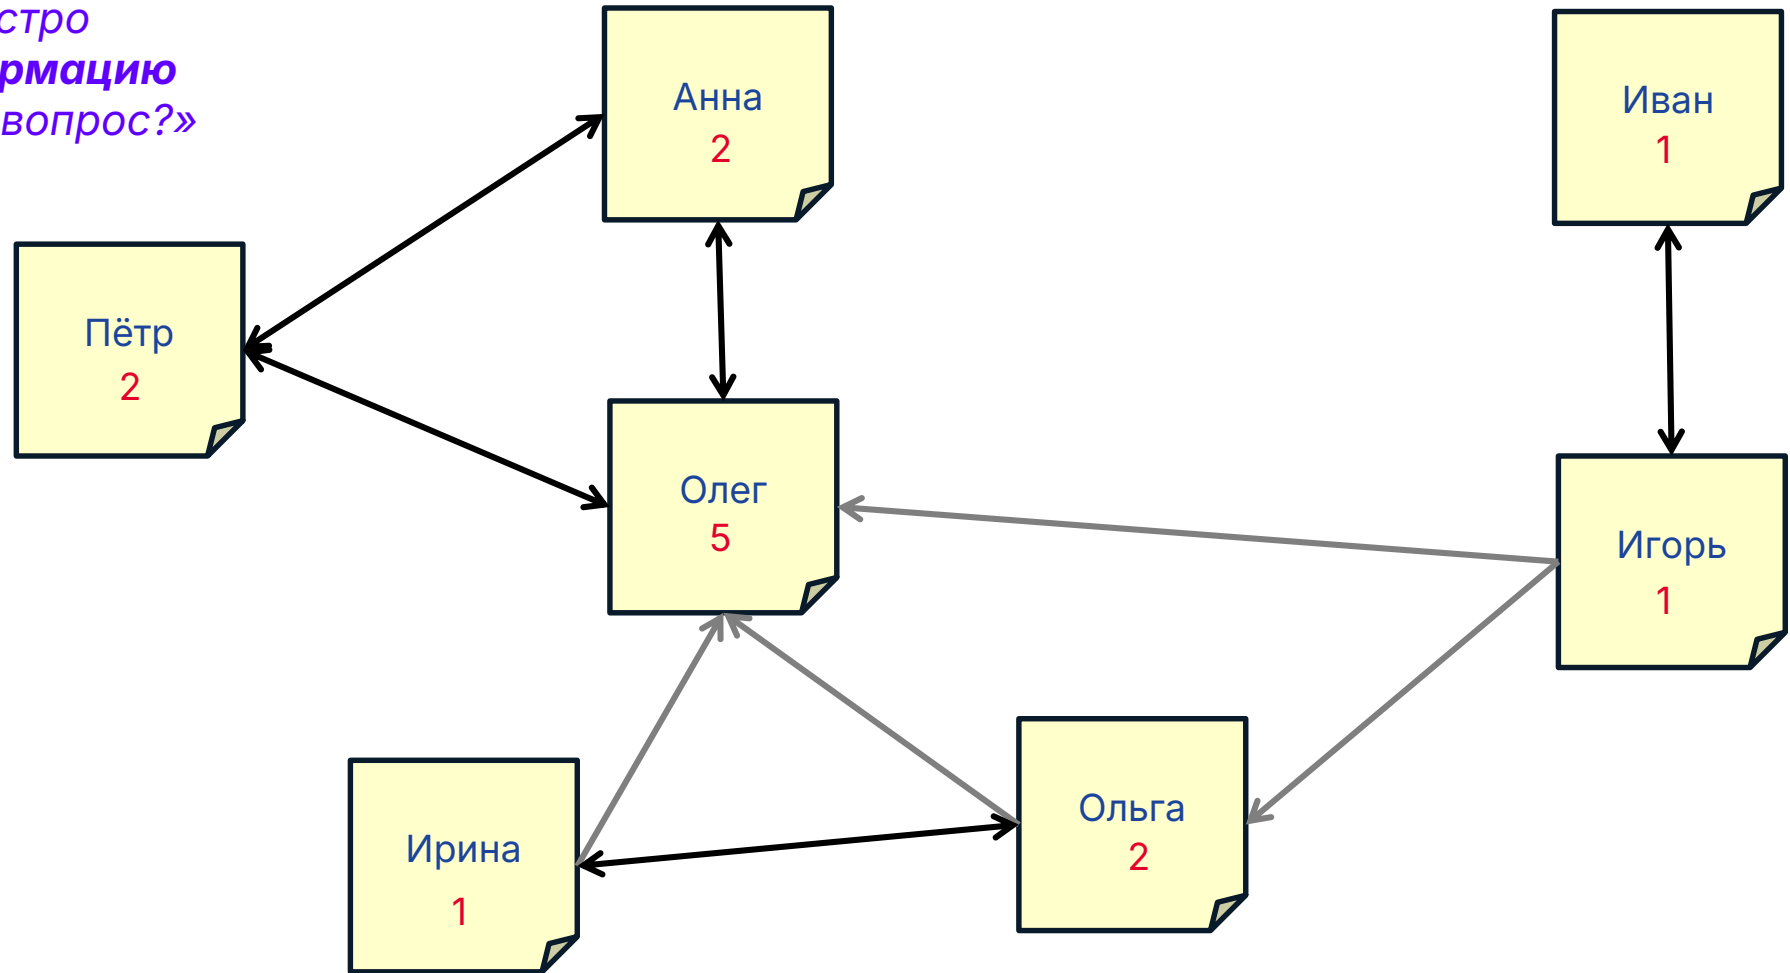 стро
рмацию
вопрос?»
Анна
2
Иван
1
Пётр
2
Олег
5
Игорь
1
Ольга
2
Ирина
1